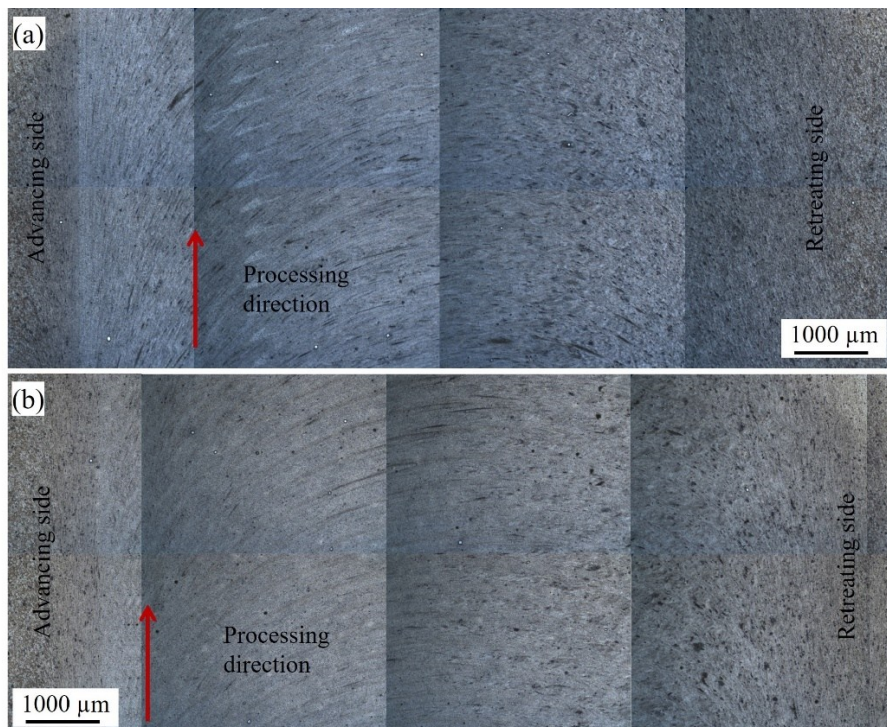 (a)
Advancing side
Processing
direction
Retreating side
1000 µm
(b)
Advancing side
Processing
direction
Retreating side
1000 µm